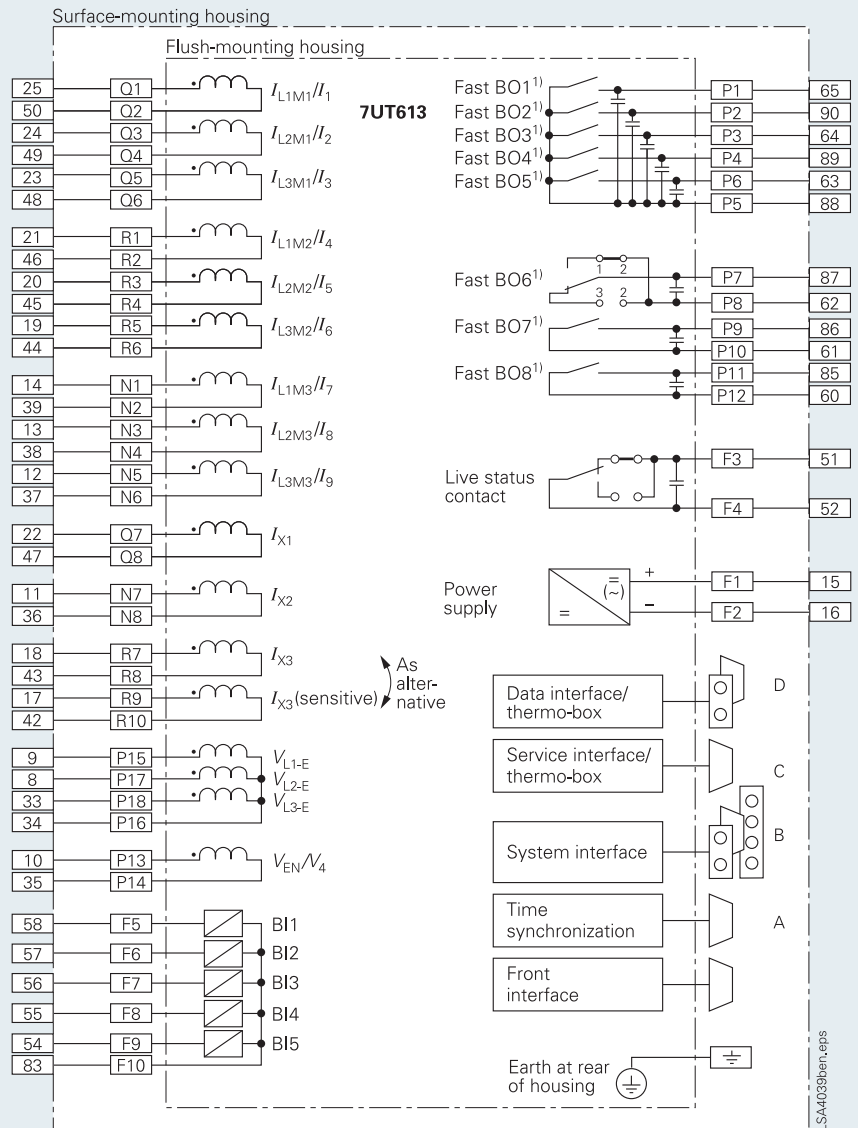 Surface-mounting housing
Flush-mounting housing
7UT613
25 Q1 I_L1M1/I_1
50 Q2
24 Q3 I_L2M1/I_2
49 Q4
23 Q5 I_L3M1/I_3
48 Q6
21 R1 I_L1M2/I_4
46 R2
20 R3 I_L2M2/I_5
45 R4
19 R5 I_L3M2/I_6
44 R6
14 N1 I_L1M3/I_7
39 N2
13 N3 I_L2M3/I_8
38 N4
12 N5 I_L3M3/I_9
37 N6
22 Q7 I_X1
47 Q8
11 N7 I_X2
36 N8
18 R7 I_X3
43 R8
17 R9 I_X3 (sensitive)
42 R10
As
alter-
native
9 P15 V_L1-E
8 P17 V_L2-E
33 P18 V_L3-E
34 P16
10 P13 V_EN/V_4
35 P14
58 F5 BI1
57 F6 BI2
56 F7 BI3
55 F8 BI4
54 F9 BI5
83 F10
Fast BO1¹⁾ P1 65
Fast BO2¹⁾ P2 90
Fast BO3¹⁾ P3 64
Fast BO4¹⁾ P4 89
Fast BO5¹⁾ P6 63
P5 88
Fast BO6¹⁾ 1 2 P7 87
3 2 P8 62
Fast BO7¹⁾ P9 86
P10 61
Fast BO8¹⁾ P11 85
P12 60
Live status
contact
F3 51
F4 52
Power
supply
= (~) =
+ F1 15
− F2 16
Data interface/
thermo-box
D
Service interface/
thermo-box
C
System interface
B
Time
synchronization
A
Front
interface
Earth at rear
of housing
LSA4039ben.eps